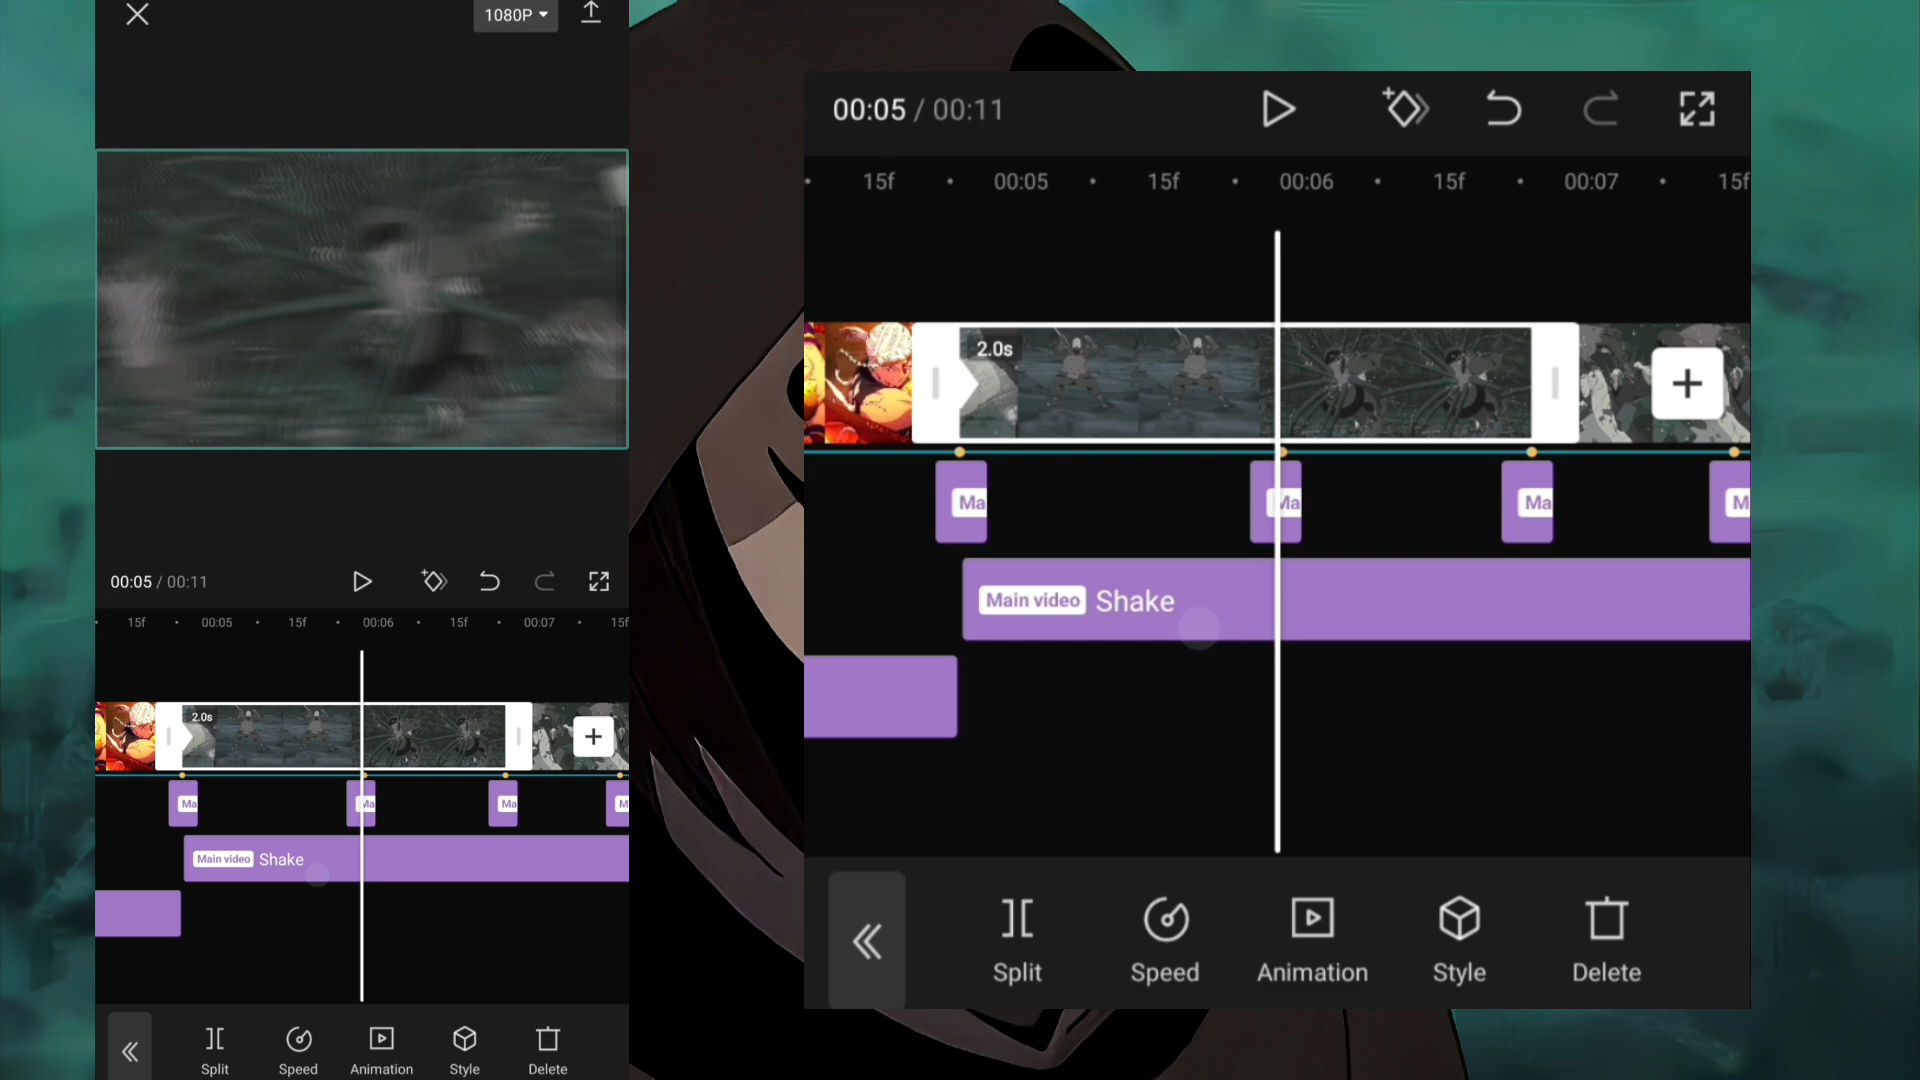 1080P
00:05 / 00:11
15f 00:05 15f 00:06 15f 00:07 15f
2.0s
Ma Ma Ma M
Main video Shake
Split Speed Animation Style Delete
00:05 / 00:11
15f 00:05 15f 00:06 15f 00:07 15f
2.0s
Ma Ma Ma M
Main video Shake
Split Speed Animation Style Delete